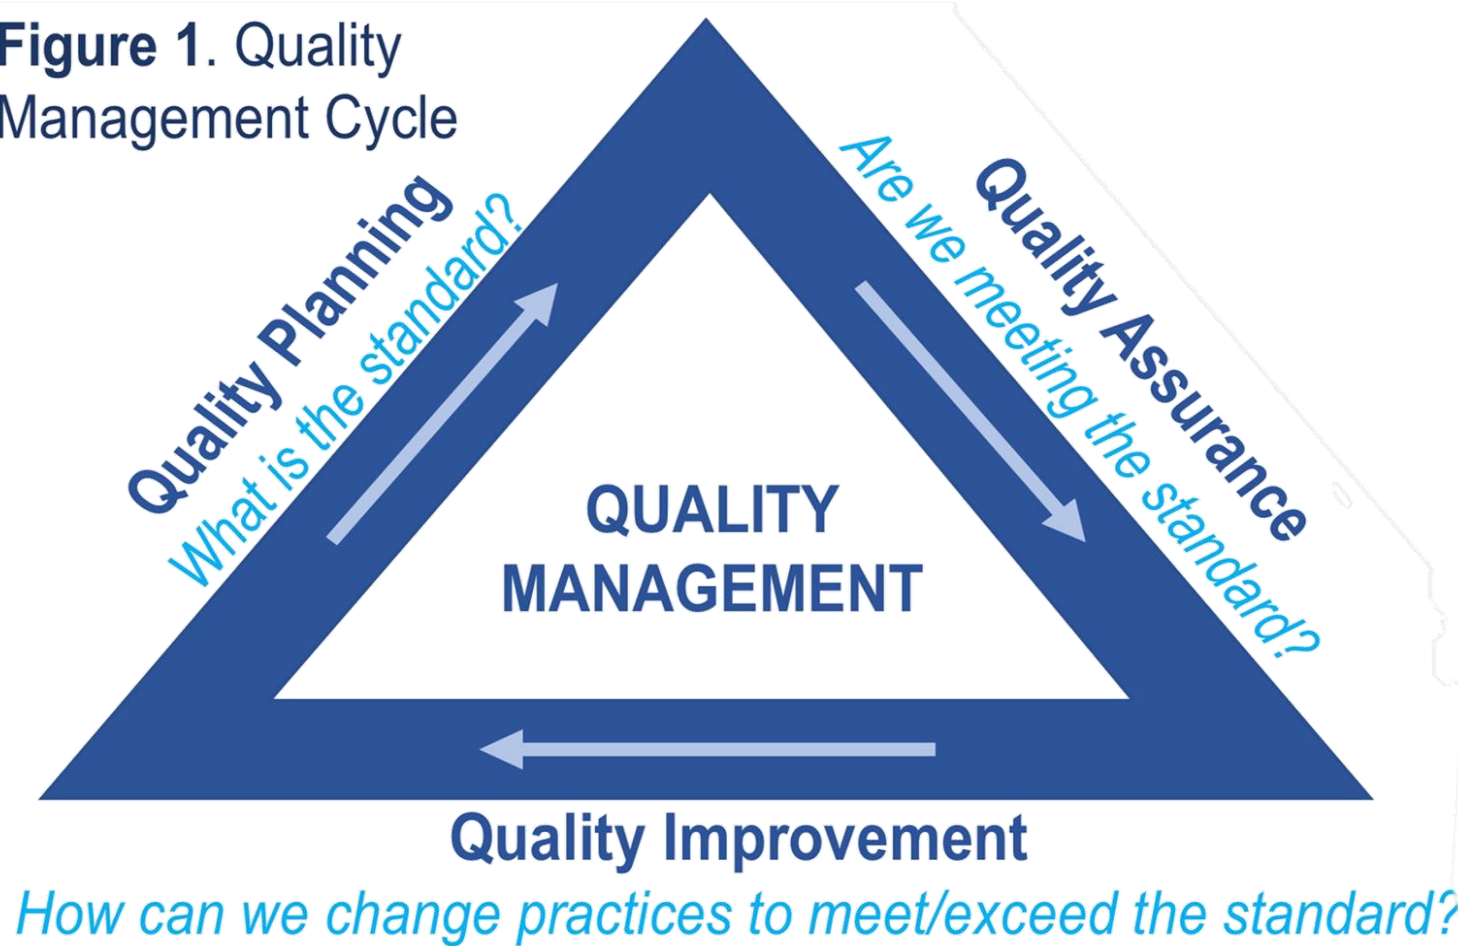 Figure 1. Quality
Management Cycle
Quality Planning
What is the standard?
Quality Assurance
Are we meeting the standard?
QUALITY
MANAGEMENT
Quality Improvement
How can we change practices to meet/exceed the standard?